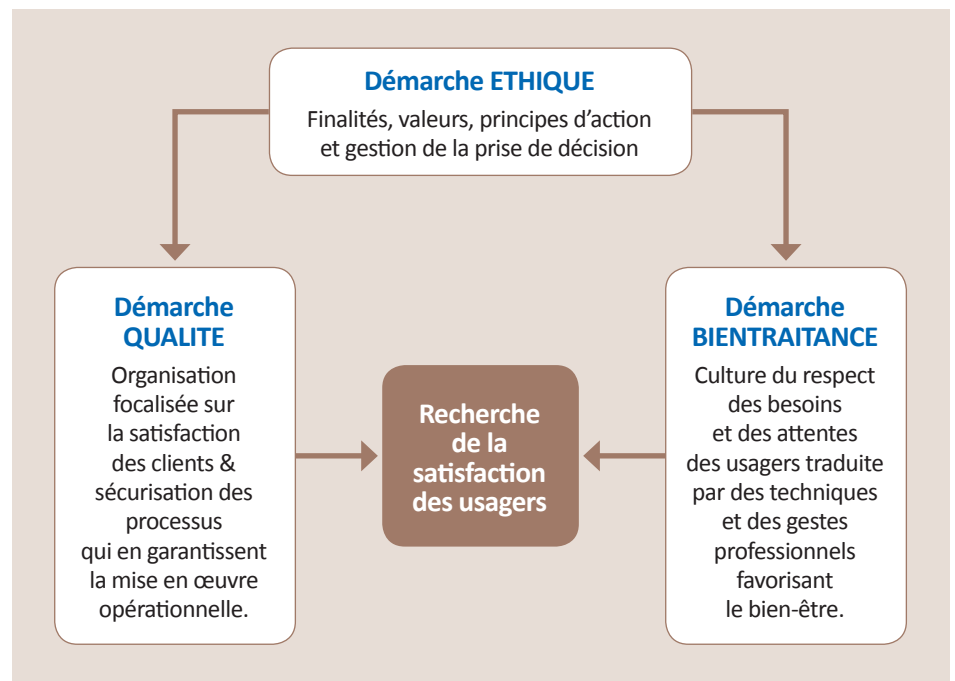 Démarche ETHIQUE
Finalités, valeurs, principes d’action
et gestion de la prise de décision
Démarche
QUALITE
Organisation
focalisée sur
la satisfaction
des clients &
sécurisation des
processus
qui en garantissent
la mise en œuvre
opérationnelle.
Recherche
de la
satisfaction
des usagers
Démarche
BIENTRAITANCE
Culture du respect
des besoins
et des attentes
des usagers traduite
par des techniques
et des gestes
professionnels
favorisant
le bien-être.